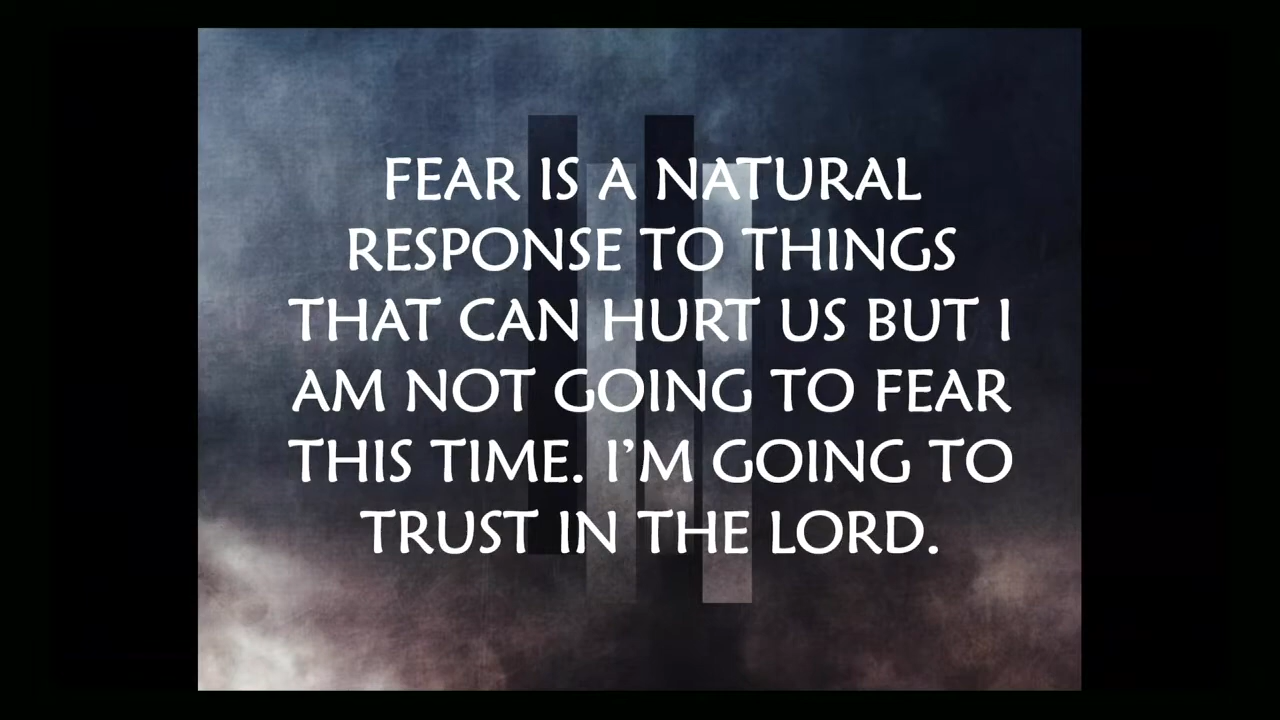 FEAR IS A NATURAL
RESPONSE TO THINGS
THAT CAN HURT US BUT I
AM NOT GOING TO FEAR
THIS TIME. I’M GOING TO
TRUST IN THE LORD.